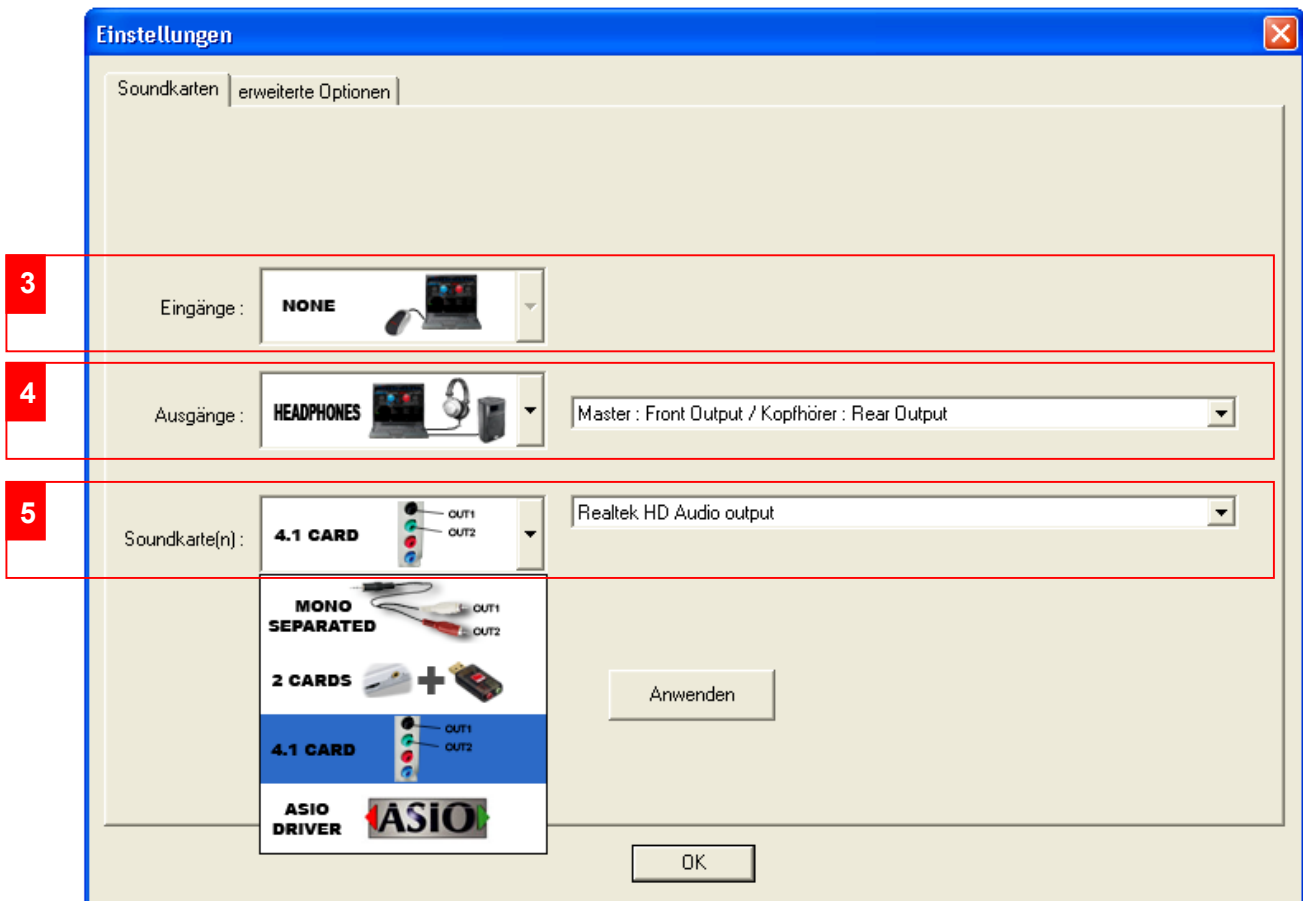 Einstellungen
Soundkarten
erweiterte Optionen
3
Eingänge :
NONE
4
Ausgänge :
HEADPHONES
Master : Front Output / Kopfhörer : Rear Output
5
Soundkarte(n) :
4.1 CARD
OUT1
OUT2
Realtek HD Audio output
MONO
SEPARATED
OUT1
OUT2
2 CARDS
Anwenden
4.1 CARD
OUT1
OUT2
ASIO
DRIVER
ASIO
OK